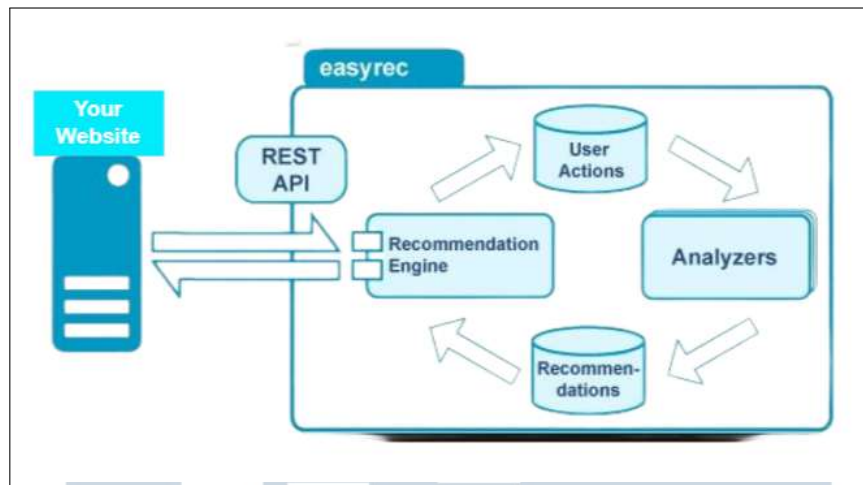 easyrec
Your
Website
REST
API
User
Actions
Recommendation
Engine
Analyzers
Recommen-
dations